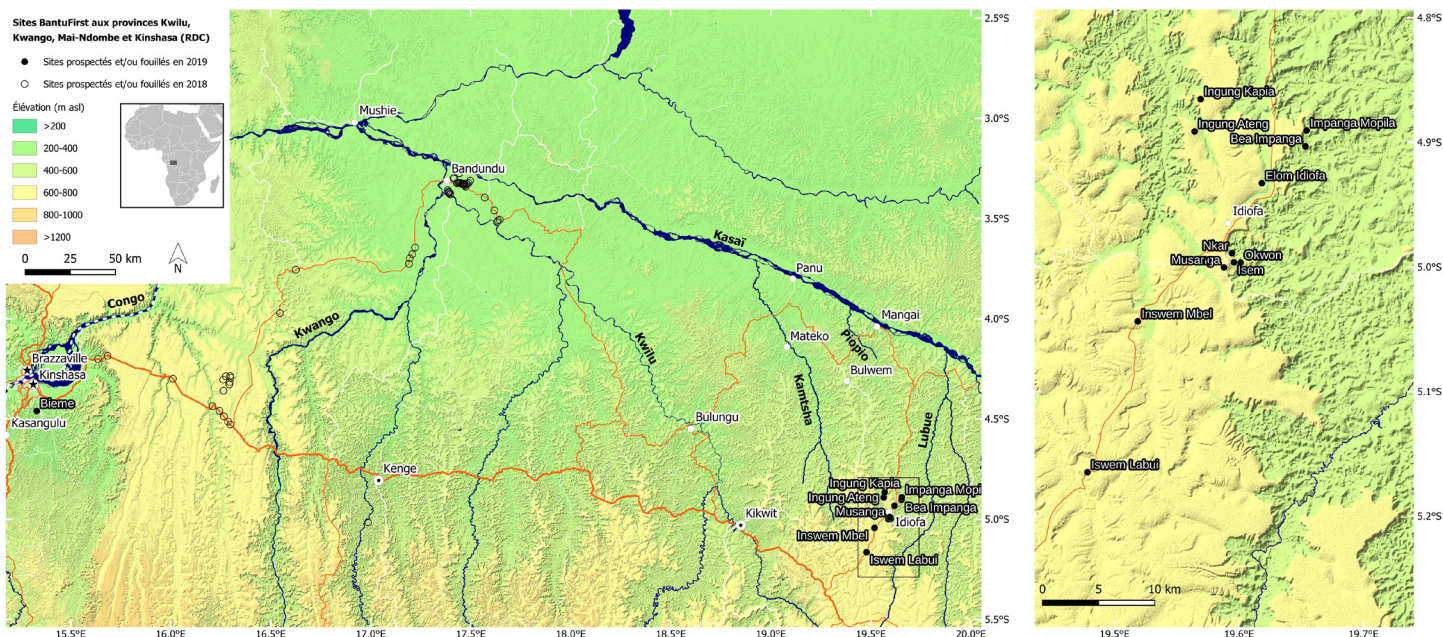 Sites BantuFirst aux provinces Kwilu,
Kwango, Mai-Ndombe et Kinshasa (RDC)
Sites prospectés et/ou fouillés en 2019
Sites prospectés et/ou fouillés en 2018
Élévation (m asl)
>200
200-400
400-600
600-800
800-1000
>1200
0 25 50 km
N
Mushie
Bandundu
Kasaï
Panu
Mangai
Congo
Kwango
Kwilu
Mateko
Piopio
Bulwem
Brazzaville
Kinshasa
Bieme
Kasangulu
Kamtsha
Bulungu
Lubue
Kenge
Kikwit
Ingung Kapia
Ingung Ateng
Impanga Mopi
Bea Impanga
Musanga
Idiofa
Inswem Mbel
Iswem Labui
2.5°S
3.0°S
3.5°S
4.0°S
4.5°S
5.0°S
5.5°S
15.5°E
16.0°E
16.5°E
17.0°E
17.5°E
18.0°E
18.5°E
19.0°E
19.5°E
20.0°E
Ingung Kapia
Ingung Ateng
Impanga Mopila
Bea Impanga
Elom Idiofa
Idiofa
Nkar
Okwon
Musanga
Isem
Inswem Mbel
Iswem Labui
0 5 10 km
4.8°S
4.9°S
5.0°S
5.1°S
5.2°S
19.5°E
19.6°E
19.7°E